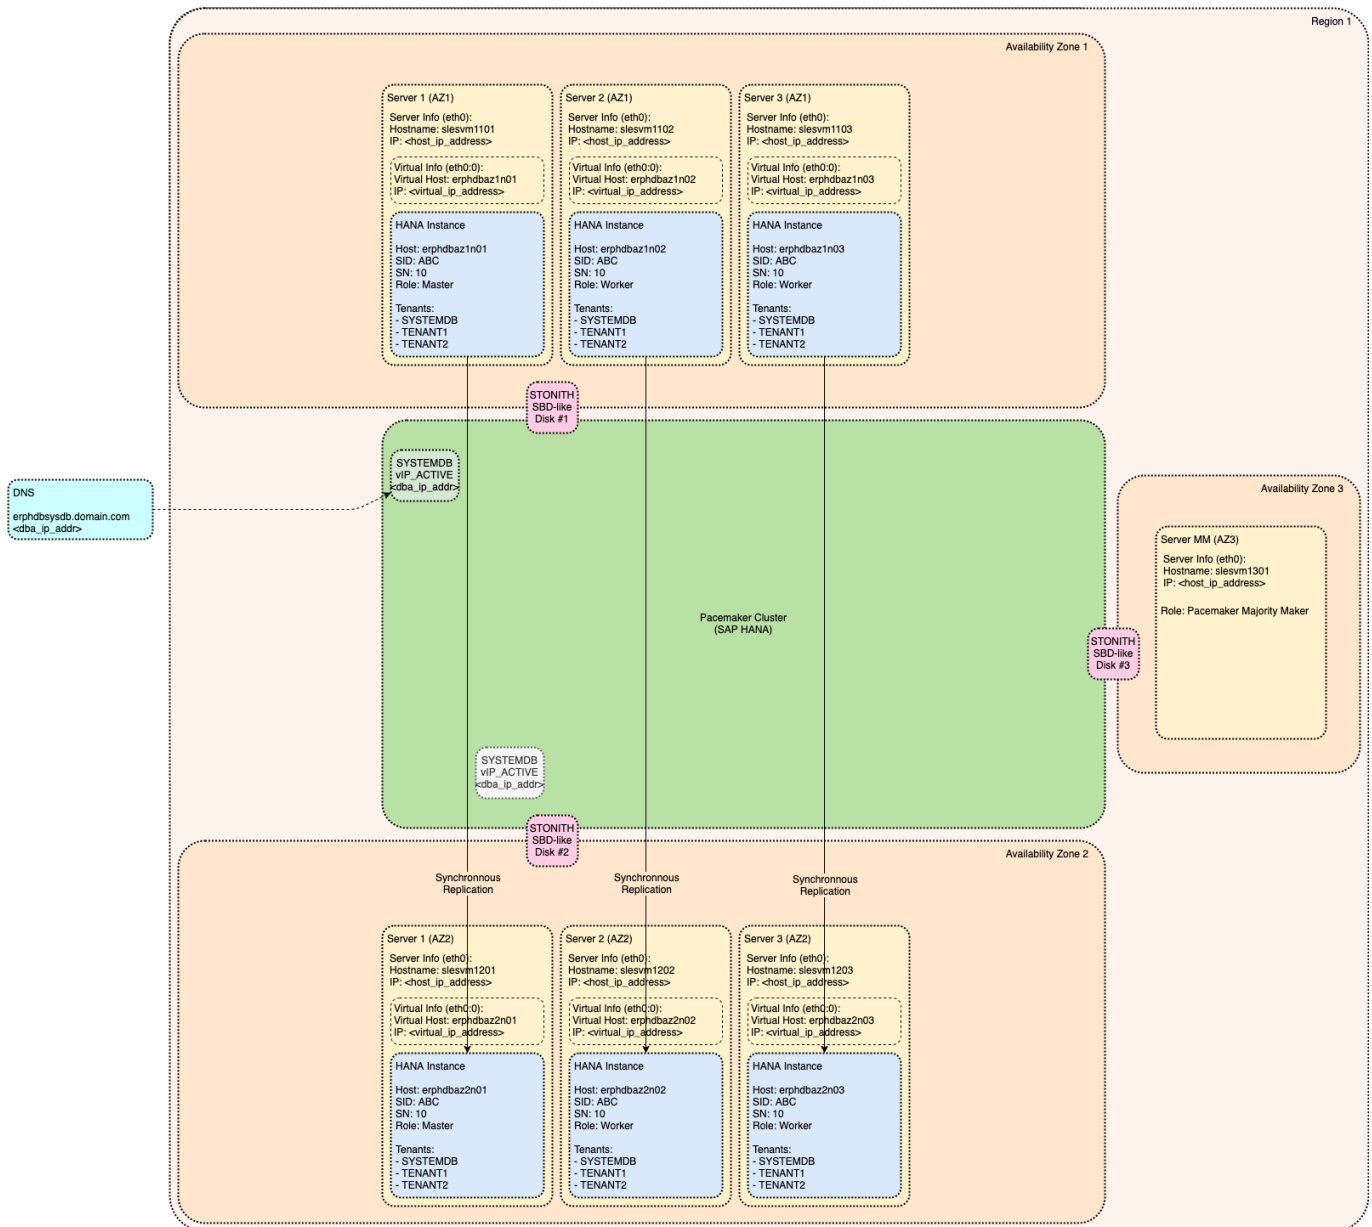 Region 1
Availability Zone 1
Server 1 (AZ1)
Server Info (eth0):
Hostname: slesvm1101
IP: <host_ip_address>
Virtual Info (eth0:0):
Virtual Host: erphdbaz1n01
IP: <virtual_ip_address>
HANA Instance
Host: erphdbaz1n01
SID: ABC
SN: 10
Role: Master
Tenants:
- SYSTEMDB
- TENANT1
- TENANT2
Server 2 (AZ1)
Server Info (eth0):
Hostname: slesvm1102
IP: <host_ip_address>
Virtual Info (eth0:0):
Virtual Host: erphdbaz1n02
IP: <virtual_ip_address>
HANA Instance
Host: erphdbaz1n02
SID: ABC
SN: 10
Role: Worker
Tenants:
- SYSTEMDB
- TENANT1
- TENANT2
Server 3 (AZ1)
Server Info (eth0):
Hostname: slesvm1103
IP: <host_ip_address>
Virtual Info (eth0:0):
Virtual Host: erphdbaz1n03
IP: <virtual_ip_address>
HANA Instance
Host: erphdbaz1n03
SID: ABC
SN: 10
Role: Worker
Tenants:
- SYSTEMDB
- TENANT1
- TENANT2
STONITH
SBD-like
Disk #1
SYSTEMDB
vIP_ACTIVE
<dba_ip_addr>
DNS
erphdbsysdb.domain.com
<dba_ip_addr>
Availability Zone 3
Server MM (AZ3)
Server Info (eth0):
Hostname: slesvm1301
IP: <host_ip_address>
Role: Pacemaker Majority Maker
Pacemaker Cluster
(SAP HANA)
STONITH
SBD-like
Disk #3
SYSTEMDB
vIP_ACTIVE
<dba_ip_addr>
STONITH
SBD-like
Disk #2
Availability Zone 2
Synchronnous
Replication
Synchronnous
Replication
Synchronnous
Replication
Server 1 (AZ2)
Server Info (eth0):
Hostname: slesvm1201
IP: <host_ip_address>
Virtual Info (eth0:0):
Virtual Host: erphdbaz2n01
IP: <virtual_ip_address>
HANA Instance
Host: erphdbaz2n01
SID: ABC
SN: 10
Role: Master
Tenants:
- SYSTEMDB
- TENANT1
- TENANT2
Server 2 (AZ2)
Server Info (eth0):
Hostname: slesvm1202
IP: <host_ip_address>
Virtual Info (eth0:0):
Virtual Host: erphdbaz2n02
IP: <virtual_ip_address>
HANA Instance
Host: erphdbaz2n02
SID: ABC
SN: 10
Role: Worker
Tenants:
- SYSTEMDB
- TENANT1
- TENANT2
Server 3 (AZ2)
Server Info (eth0):
Hostname: slesvm1203
IP: <host_ip_address>
Virtual Info (eth0:0):
Virtual Host: erphdbaz2n03
IP: <virtual_ip_address>
HANA Instance
Host: erphdbaz2n03
SID: ABC
SN: 10
Role: Worker
Tenants:
- SYSTEMDB
- TENANT1
- TENANT2